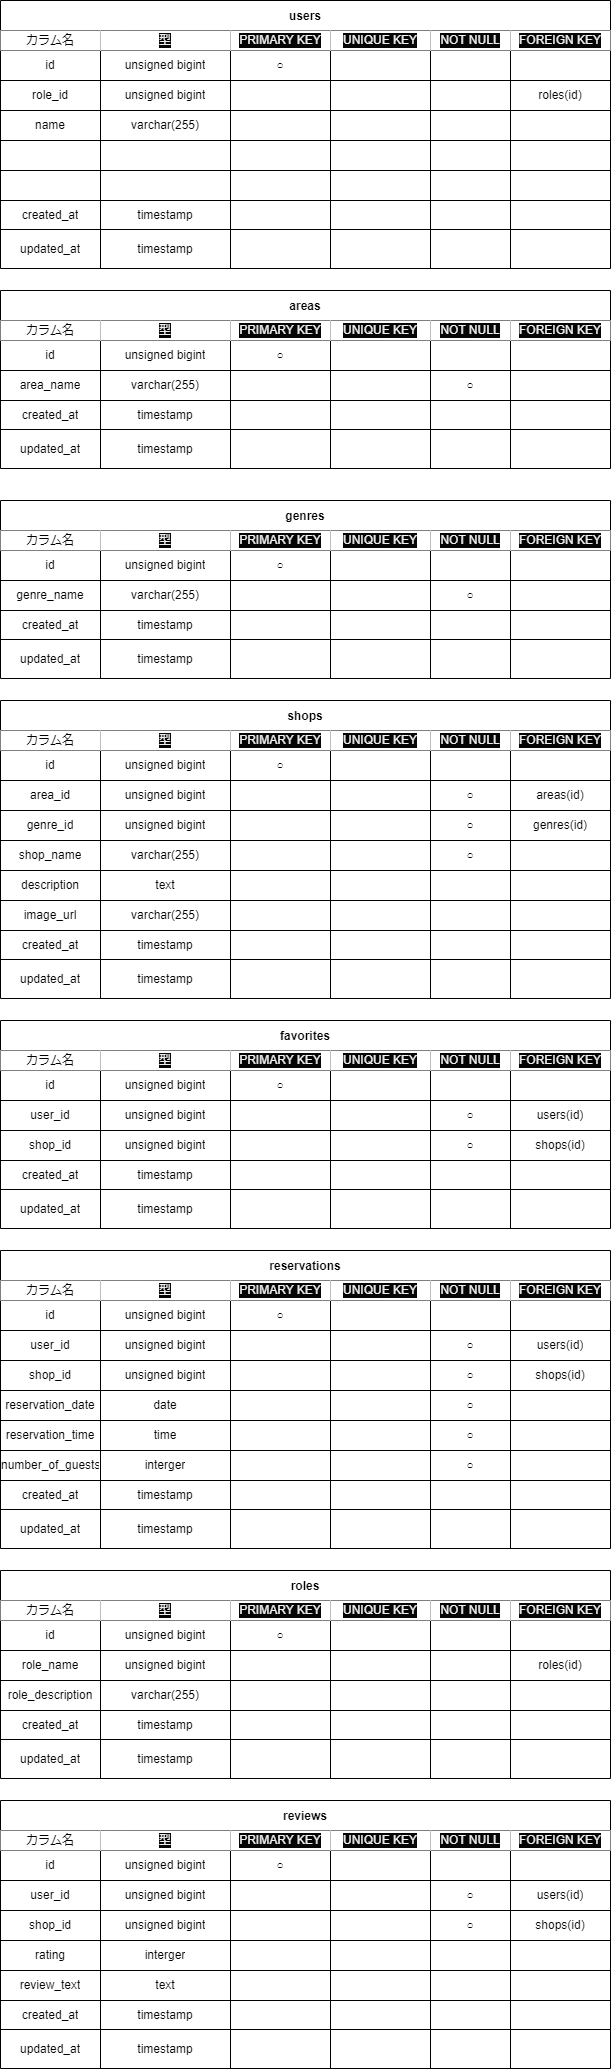 users
カラム名 型 PRIMARY KEY UNIQUE KEY NOT NULL FOREIGN KEY
id unsigned bigint ○
role_id unsigned bigint roles(id)
name varchar(255)
created_at timestamp
updated_at timestamp
areas
カラム名 型 PRIMARY KEY UNIQUE KEY NOT NULL FOREIGN KEY
id unsigned bigint ○
area_name varchar(255) ○
created_at timestamp
updated_at timestamp
genres
カラム名 型 PRIMARY KEY UNIQUE KEY NOT NULL FOREIGN KEY
id unsigned bigint ○
genre_name varchar(255) ○
created_at timestamp
updated_at timestamp
shops
カラム名 型 PRIMARY KEY UNIQUE KEY NOT NULL FOREIGN KEY
id unsigned bigint ○
area_id unsigned bigint ○ areas(id)
genre_id unsigned bigint ○ genres(id)
shop_name varchar(255) ○
description text
image_url varchar(255)
created_at timestamp
updated_at timestamp
favorites
カラム名 型 PRIMARY KEY UNIQUE KEY NOT NULL FOREIGN KEY
id unsigned bigint ○
user_id unsigned bigint ○ users(id)
shop_id unsigned bigint ○ shops(id)
created_at timestamp
updated_at timestamp
reservations
カラム名 型 PRIMARY KEY UNIQUE KEY NOT NULL FOREIGN KEY
id unsigned bigint ○
user_id unsigned bigint ○ users(id)
shop_id unsigned bigint ○ shops(id)
reservation_date date ○
reservation_time time ○
number_of_guests interger ○
created_at timestamp
updated_at timestamp
roles
カラム名 型 PRIMARY KEY UNIQUE KEY NOT NULL FOREIGN KEY
id unsigned bigint ○
role_name unsigned bigint roles(id)
role_description varchar(255)
created_at timestamp
updated_at timestamp
reviews
カラム名 型 PRIMARY KEY UNIQUE KEY NOT NULL FOREIGN KEY
id unsigned bigint ○
user_id unsigned bigint ○ users(id)
shop_id unsigned bigint ○ shops(id)
rating interger
review_text text
created_at timestamp
updated_at timestamp